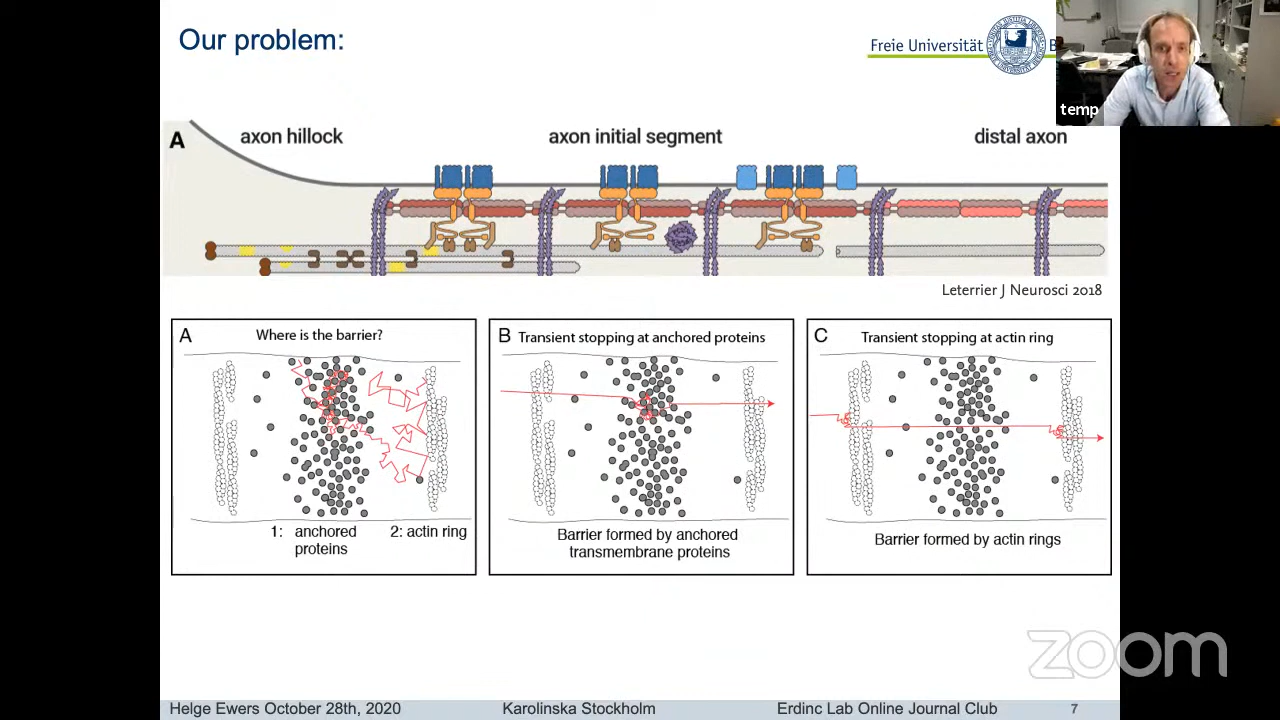 Our problem:
Freie Universität B
temp
A
axon hillock
axon initial segment
distal axon
Leterrier J Neurosci 2018
A
Where is the barrier?
1: anchored
proteins
2: actin ring
B
Transient stopping at anchored proteins
Barrier formed by anchored
transmembrane proteins
C
Transient stopping at actin ring
Barrier formed by actin rings
zoom
Helge Ewers October 28th, 2020
Karolinska Stockholm
Erdinc Lab Online Journal Club
7